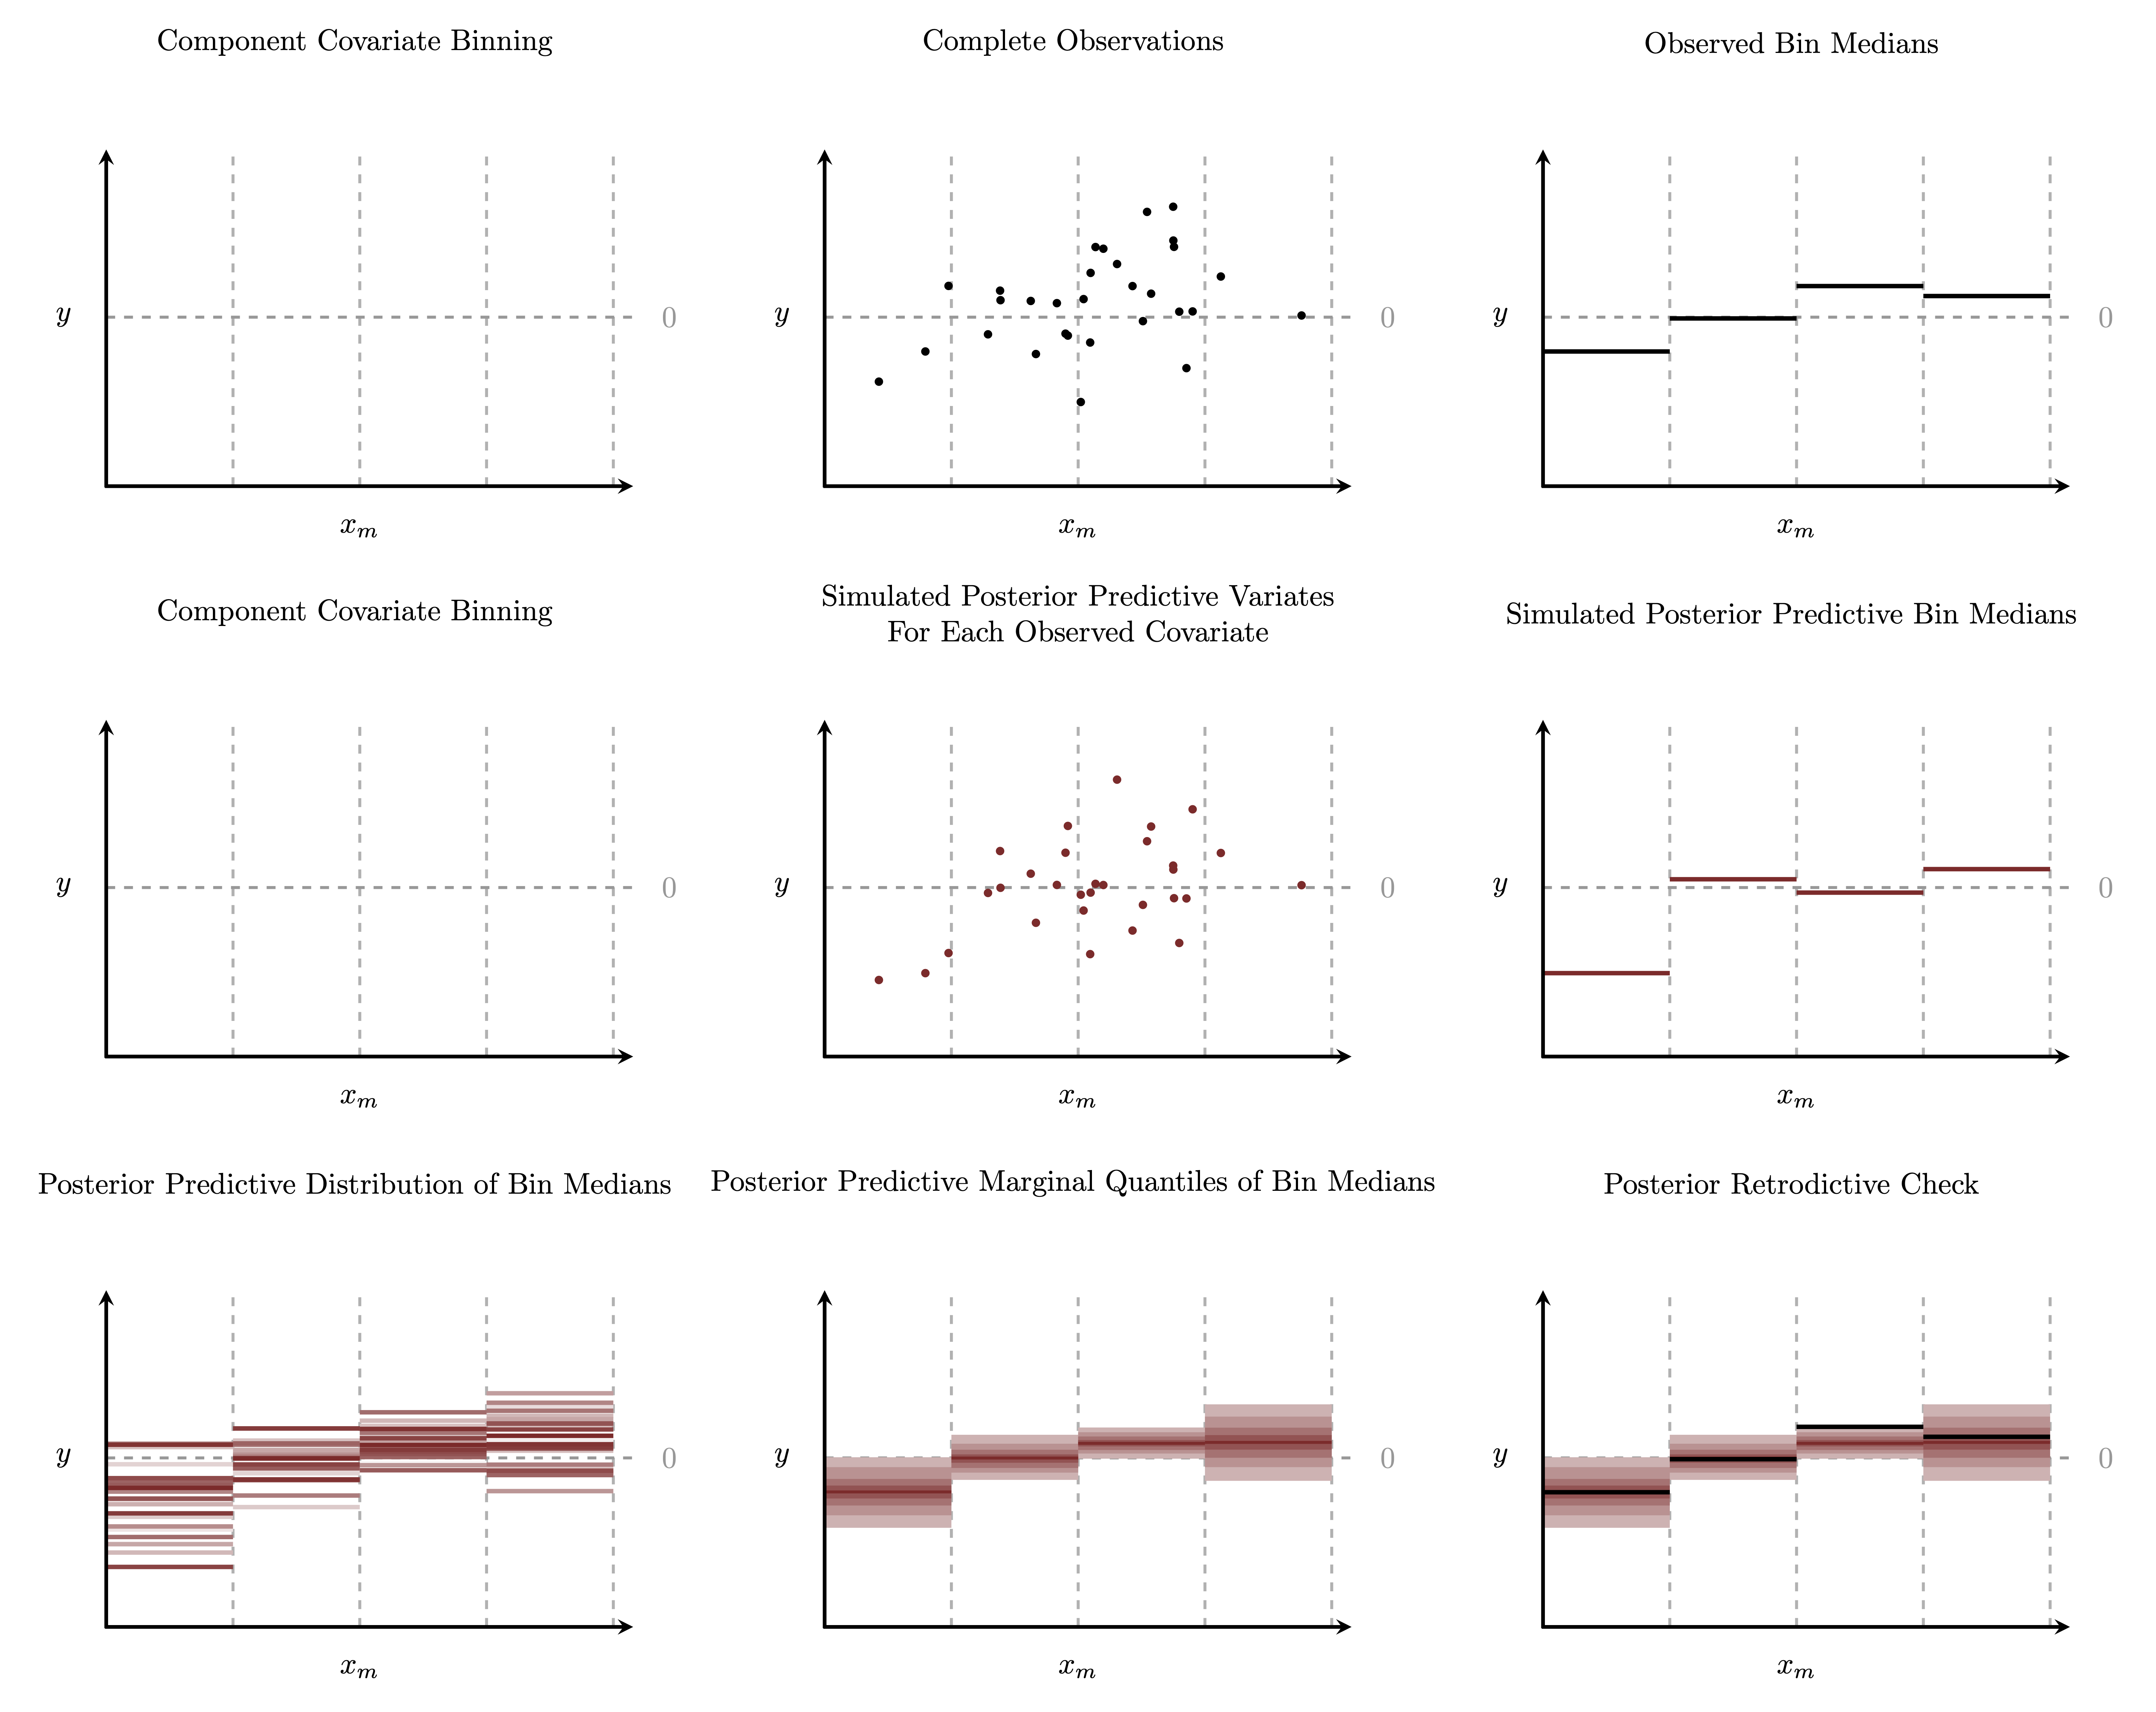 Component Covariate Binning
Complete Observations
Observed Bin Medians
y
0
y
0
y
0
x_m
x_m
x_m
Component Covariate Binning
Simulated Posterior Predictive Variates
For Each Observed Covariate
Simulated Posterior Predictive Bin Medians
y
0
y
0
y
0
x_m
x_m
x_m
Posterior Predictive Distribution of Bin Medians
Posterior Predictive Marginal Quantiles of Bin Medians
Posterior Retrodictive Check
y
0
y
0
y
0
x_m
x_m
x_m